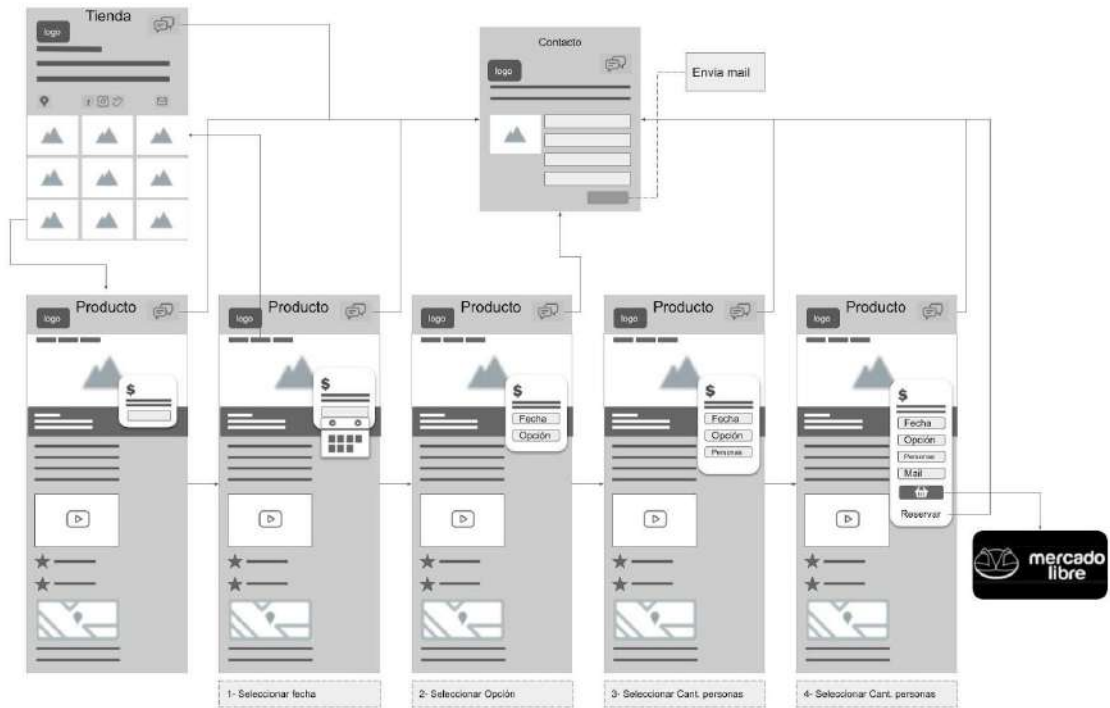 Tienda
logo
Contacto
logo
Envia mail
Producto
logo
Producto
logo
Producto
logo
Producto
logo
Producto
logo
$
$
$
Fecha
Opción
$
Fecha
Opción
Personas
$
Fecha
Opción
Personas
Mail
Reservar
mercado
libre
1- Seleccionar fecha
2- Seleccionar Opción
3- Seleccionar Cant. personas
4- Seleccionar Cant. personas